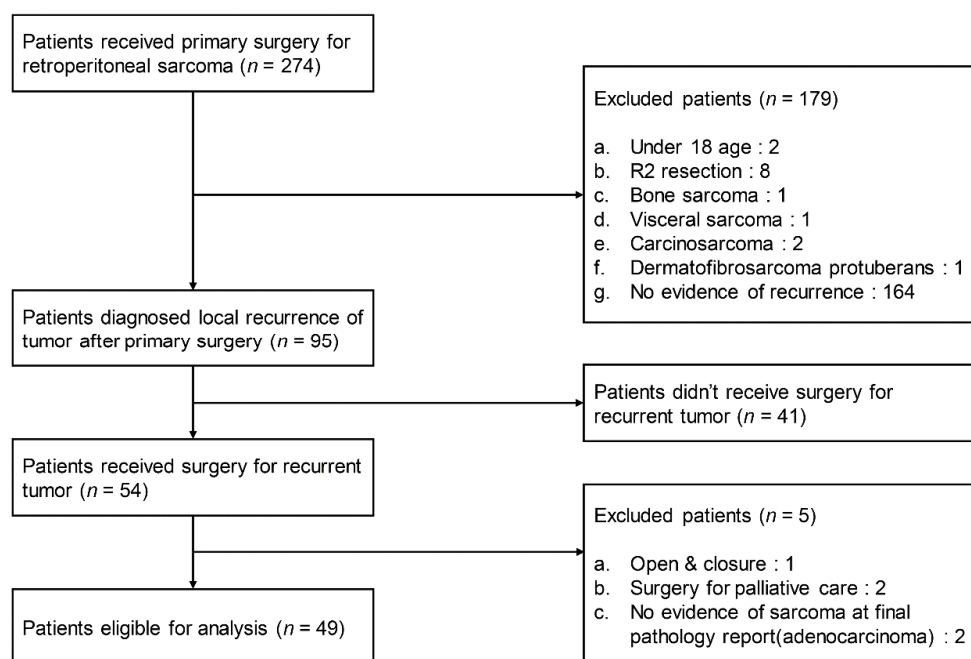 Patients received primary surgery for
retroperitoneal sarcoma (n = 274)
Excluded patients (n = 179)
a. Under 18 age : 2
b. R2 resection : 8
c. Bone sarcoma : 1
d. Visceral sarcoma : 1
e. Carcinosarcoma : 2
f. Dermatofibrosarcoma protuberans : 1
g. No evidence of recurrence : 164
Patients diagnosed local recurrence of
tumor after primary surgery (n = 95)
Patients didn't receive surgery for
recurrent tumor (n = 41)
Patients received surgery for recurrent
tumor (n = 54)
Excluded patients (n = 5)
a. Open & closure : 1
b. Surgery for palliative care : 2
c. No evidence of sarcoma at final
pathology report(adenocarcinoma) : 2
Patients eligible for analysis (n = 49)